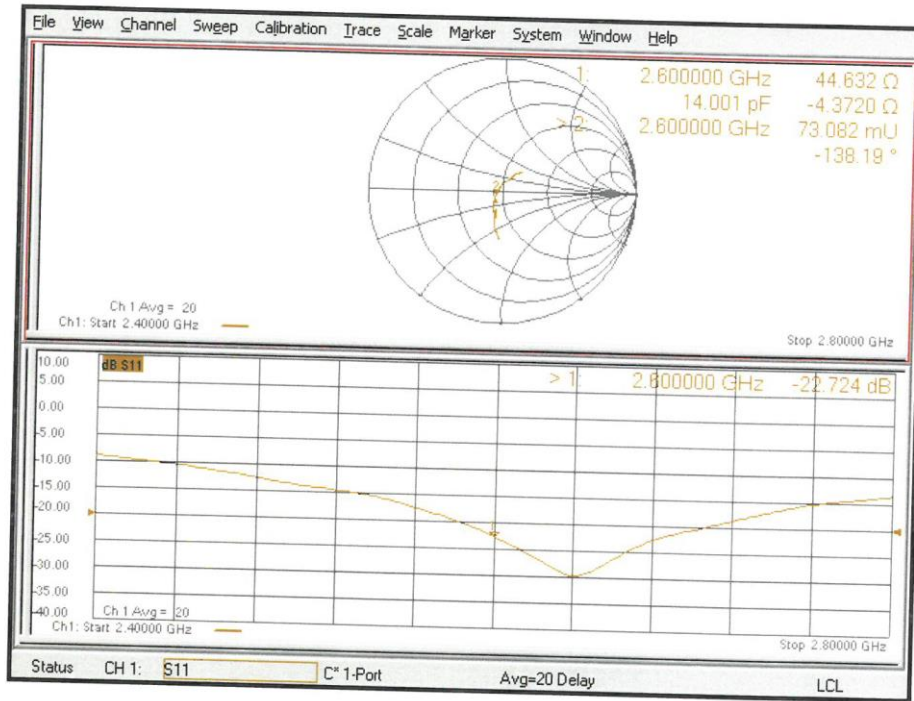 File View Channel Sweep Calibration Trace Scale Marker System Window Help
1: 2.600000 GHz 44.632 Ω
14.001 pF -4.3720 Ω
> 2: 2.600000 GHz 73.082 mU
-138.19 °
2
Ch 1 Avg = 20
Ch1: Start 2.40000 GHz
Stop 2.80000 GHz
10.00
dB S11
> 1: 2.600000 GHz -22.724 dB
5.00
0.00
-5.00
-10.00
-15.00
-20.00
-25.00
-30.00
-35.00
-40.00
Ch 1 Avg = 20
Ch1: Start 2.40000 GHz
Stop 2.80000 GHz
Status CH 1: S11 C* 1-Port Avg=20 Delay LCL